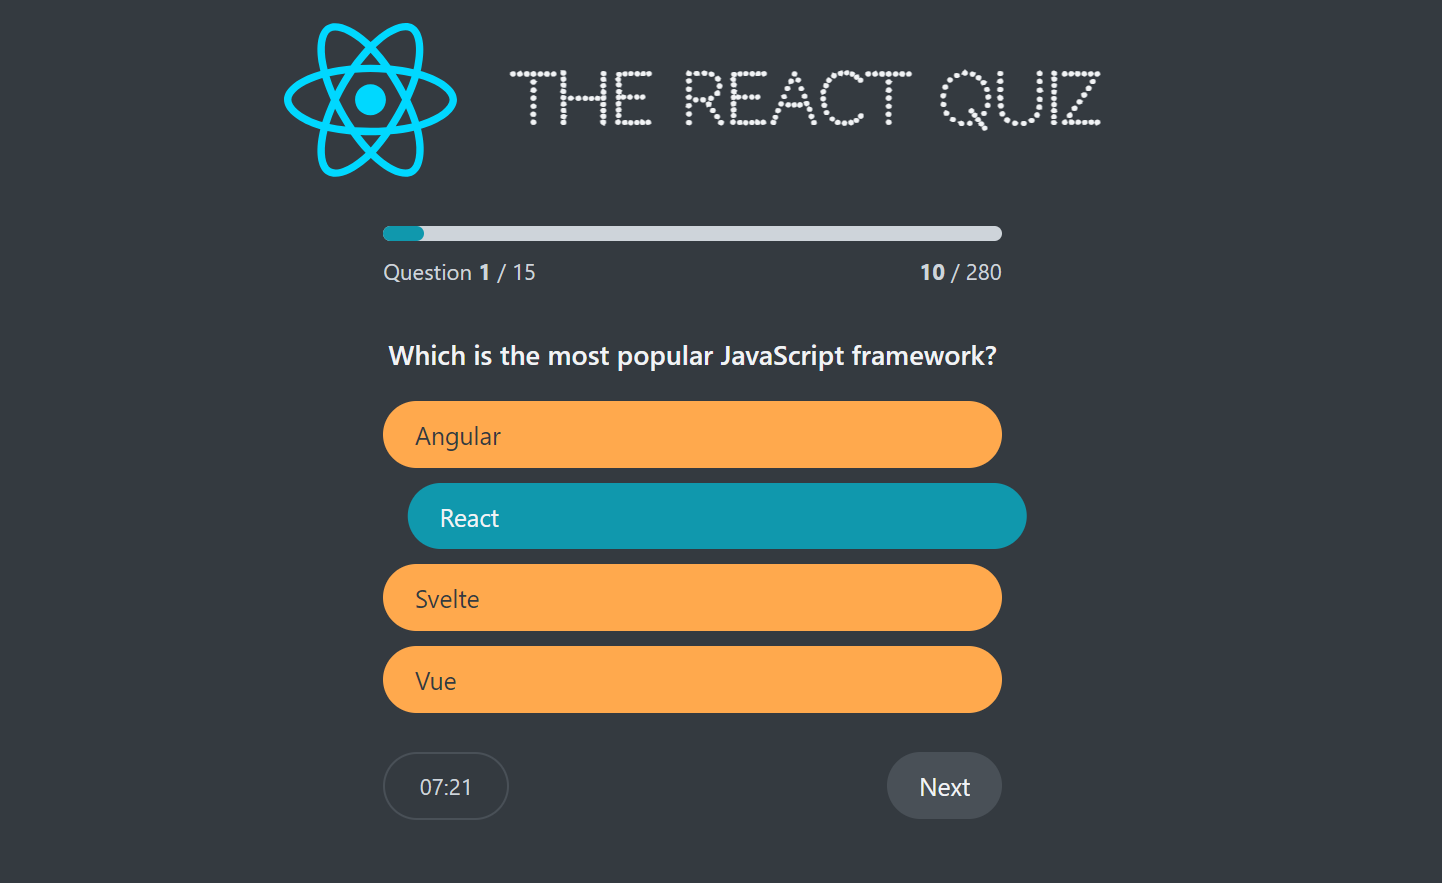 THE REACT QUIZ
Question 1 / 15
10 / 280
Which is the most popular JavaScript framework?
Angular
React
Svelte
Vue
07:21
Next